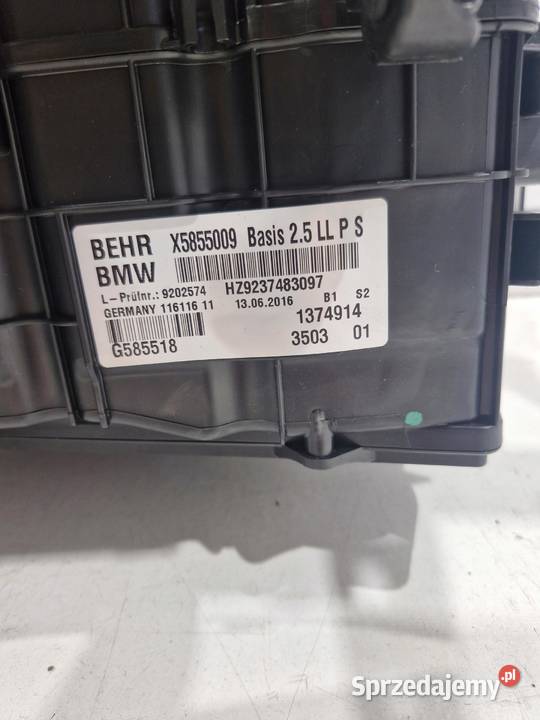 BEHR X5855009 Basis 2.5 LL P S
BMW
L-Prüfnr.: 9202574 HZ9237483097
GERMANY 116116 11 13.06.2016 B1 S2
1374914
G585518 3503 01
Sprzedajemy.pl